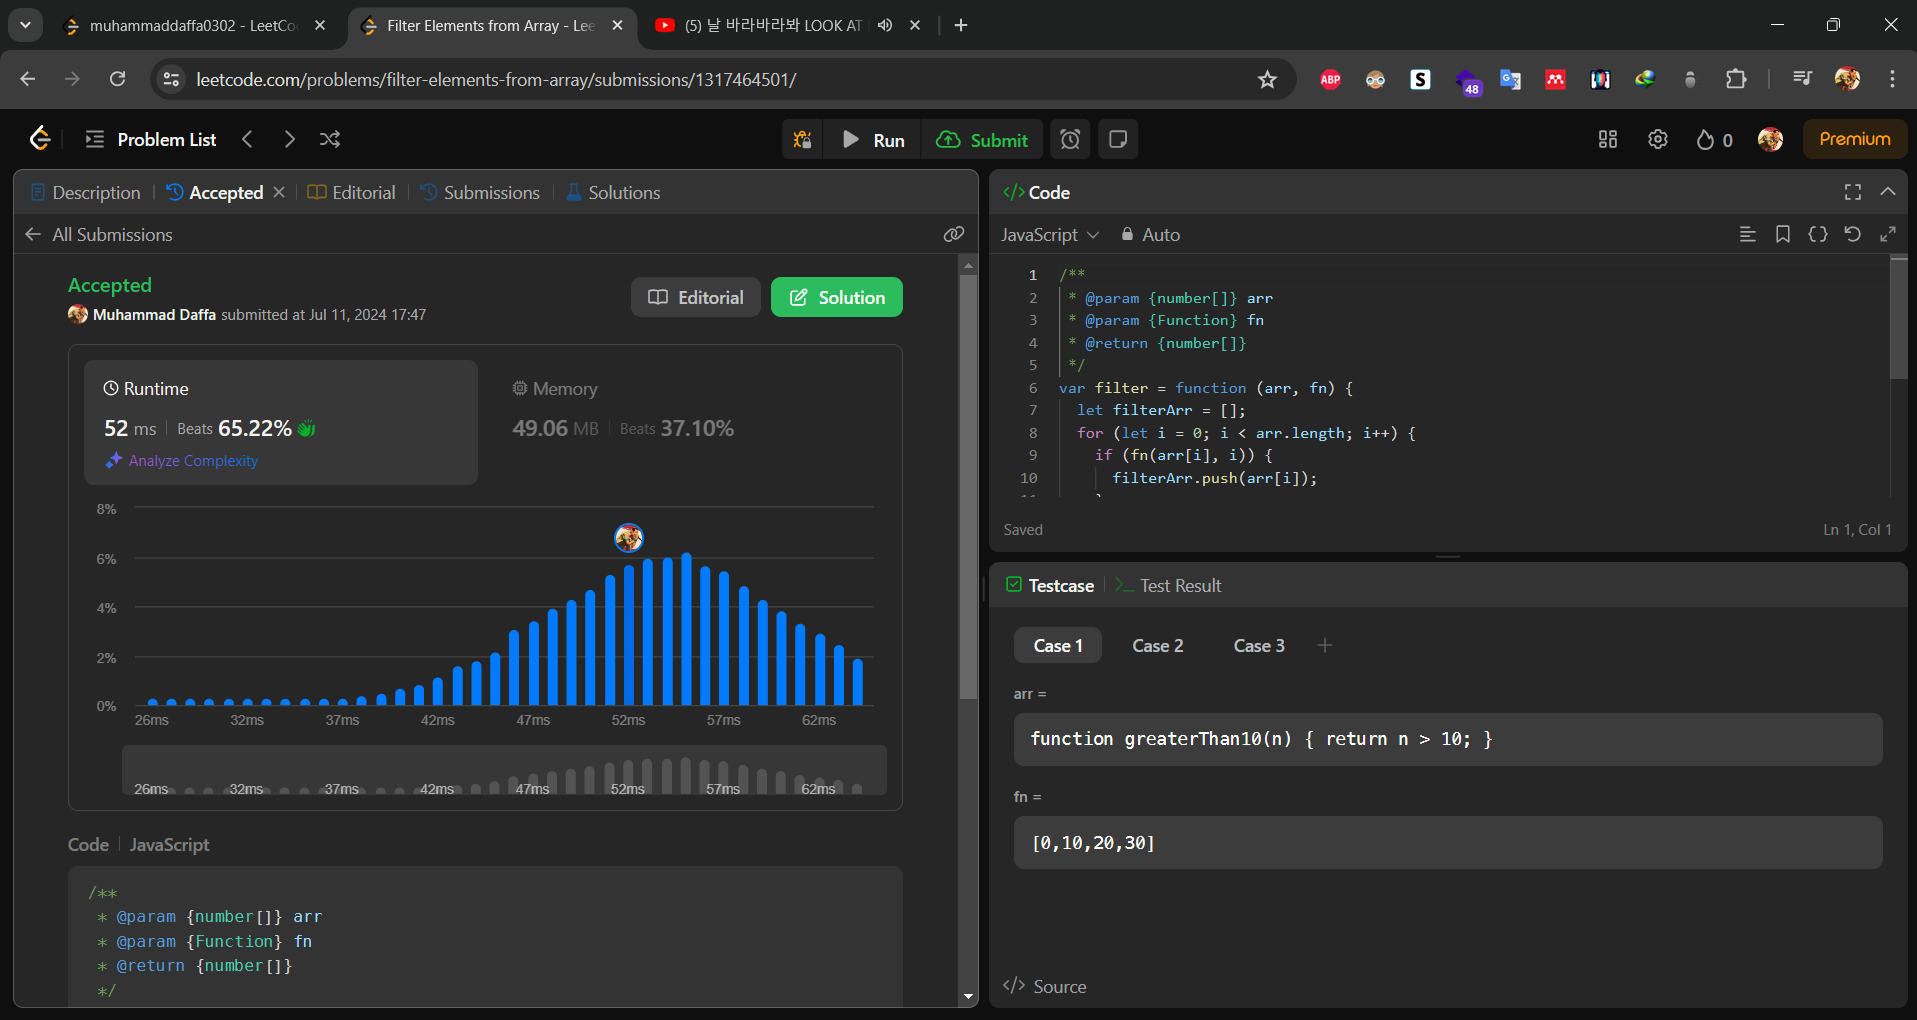 muhammaddaffa0302 - LeetCo
Filter Elements from Array - Lee
(5) 날 바라바라봐 LOOK AT
leetcode.com/problems/filter-elements-from-array/submissions/1317464501/
ABP
S
48
Problem List
Run
Submit
0
Premium
Description
Accepted
Editorial
Submissions
Solutions
All Submissions
Accepted
Muhammad Daffa submitted at Jul 11, 2024 17:47
Editorial
Solution
Runtime
52 ms
Beats 65.22%
Analyze Complexity
Memory
49.06 MB
Beats 37.10%
8%
6%
4%
2%
0%
26ms 32ms 37ms 42ms 47ms 52ms 57ms 62ms
26ms 32ms 37ms 42ms 47ms 52ms 57ms 62ms
Code
JavaScript
/**
* @param {number[]} arr
* @param {Function} fn
* @return {number[]}
*/
</> Code
JavaScript
Auto
1 /**
2 * @param {number[]} arr
3 * @param {Function} fn
4 * @return {number[]}
5 */
6 var filter = function (arr, fn) {
7 let filterArr = [];
8 for (let i = 0; i < arr.length; i++) {
9 if (fn(arr[i], i)) {
10 filterArr.push(arr[i]);
Saved
Ln 1, Col 1
Testcase
Test Result
Case 1
Case 2
Case 3
arr =
function greaterThan10(n) { return n > 10; }
fn =
[0,10,20,30]
</> Source